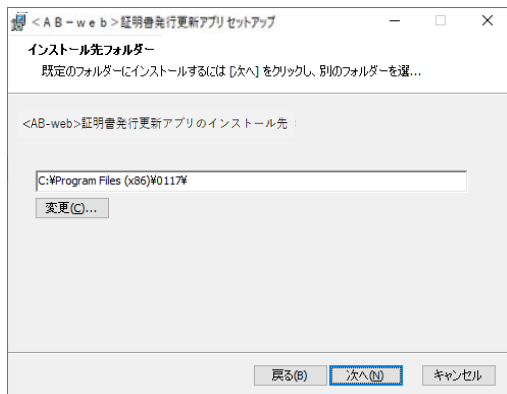 <AB-web>証明書発行更新アプリ セットアップ
インストール先フォルダー
既定のフォルダーにインストールするには [次へ] をクリックし、別のフォルダーを選...
<AB-web>証明書発行更新アプリのインストール先：
C:¥Program Files (x86)¥0117¥
変更(C)...
戻る(B) 次へ(N) キャンセル